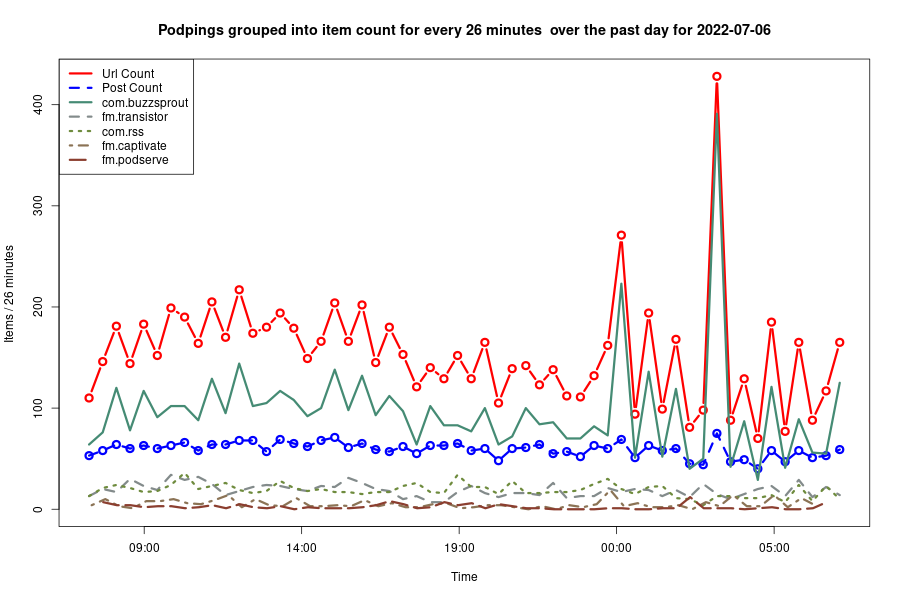 Podpings grouped into item count for every 26 minutes  over the past day for 2022-07-06
Url Count
Post Count
com.buzzsprout
fm.transistor
com.rss
fm.captivate
fm.podserve
Items / 26 minutes
400
300
200
100
0
09:00 14:00 19:00 00:00 05:00
Time